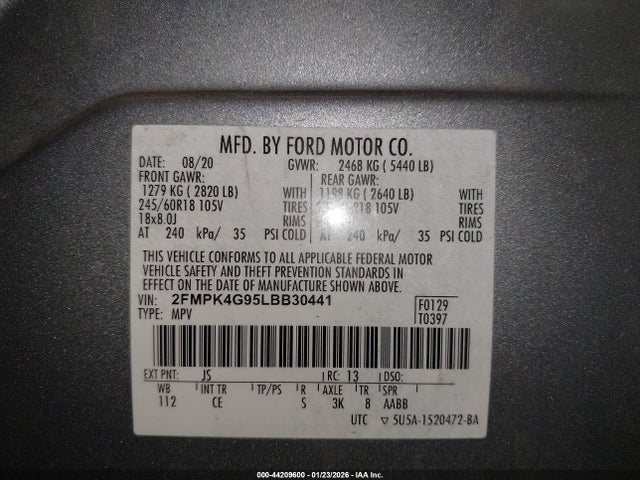 MFD. BY FORD MOTOR CO.
DATE: 08/20 GVWR: 2468 KG ( 5440 LB)
FRONT GAWR: REAR GAWR:
1279 KG ( 2820 LB) WITH 1198 KG ( 2640 LB) WITH
245/60R18 105V TIRES 245/60R18 105V TIRES
18x8.0J RIMS RIMS
AT 240 kPa/ 35 PSI COLD AT 240 kPa/ 35 PSI COLD
THIS VEHICLE CONFORMS TO ALL APPLICABLE FEDERAL MOTOR
VEHICLE SAFETY AND THEFT PREVENTION STANDARDS IN
EFFECT ON THE DATE OF MANUFACTURE SHOWN ABOVE.
VIN: 2FMPK4G95LBB30441 F0129
TYPE: MPV T0397
EXT PNT: JS RC: 13 DSO:
WB INT TR TP/PS R AXLE TR SPR
112 CE S 3K 8 AABB
UTC ▽ 5U5A-1520472-BA
000-44209600 - 01/23/2026 - IAA Inc.